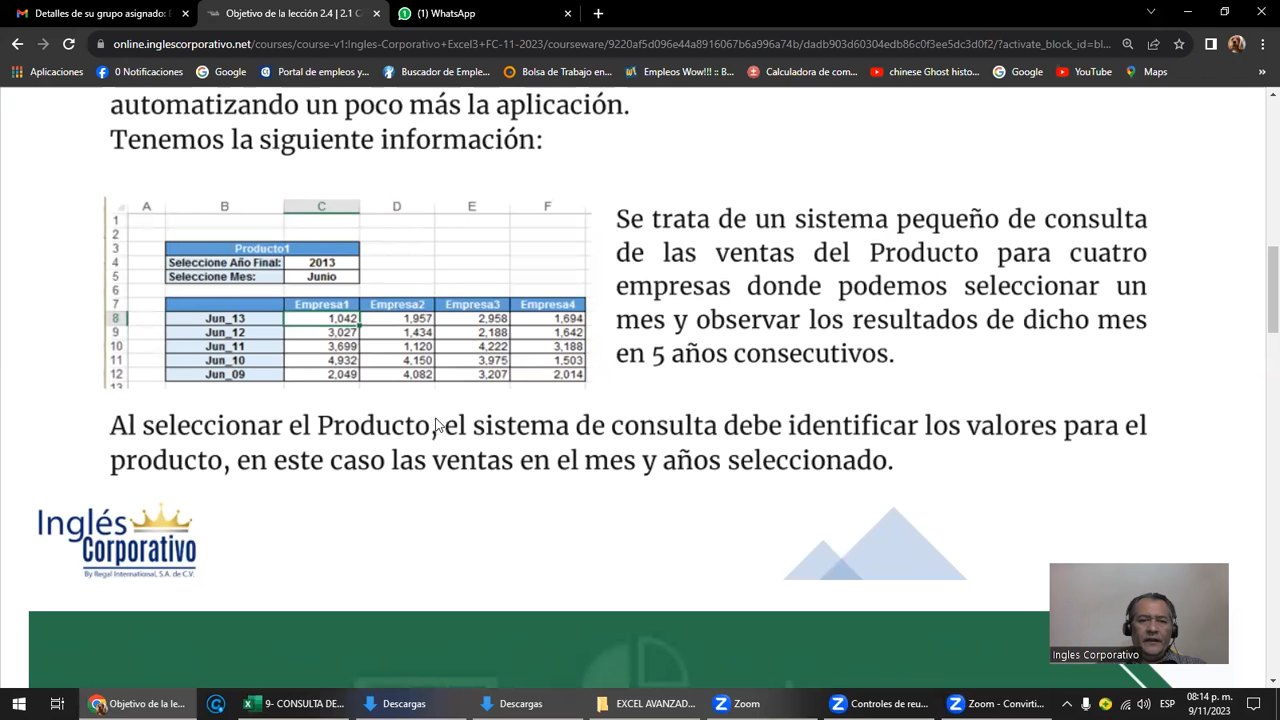 Detalles de su grupo asignado: I
Objetivo de la lección 2.4 | 2.1 C
(1) WhatsApp
online.inglescorporativo.net/courses/course-v1:Ingles-Corporativo+Excel3+FC-11-2023/courseware/9220af5d096e44a8916067b6a996a74b/dadb903d60304edb86c0f3ee5dc3d0f2/?activate_block_id=bl...
Aplicaciones
0 Notificaciones
Google
Portal de empleos y...
Buscador de Emple...
Bolsa de Trabajo en...
Empleos Wow!!! :: B...
Calculadora de com...
chinese Ghost histo...
Google
YouTube
Maps
»
automatizando un poco más la aplicación.
Tenemos la siguiente información:
A B C D E F
1
2
3 Producto1
4 Seleccione Año Final: 2013
5 Seleccione Mes: Junio
6
7 Empresa1 Empresa2 Empresa3 Empresa4
8 Jun_13 1,042 1,957 2,958 1,694
9 Jun_12 3,027 1,434 2,188 1,642
10 Jun_11 3,699 1,120 4,222 3,188
11 Jun_10 4,932 4,150 3,975 1,503
12 Jun_09 2,049 4,082 3,207 2,014
13
Se trata de un sistema pequeño de consulta
de las ventas del Producto para cuatro
empresas donde podemos seleccionar un
mes y observar los resultados de dicho mes
en 5 años consecutivos.
Al seleccionar el Producto, el sistema de consulta debe identificar los valores para el
producto, en este caso las ventas en el mes y años seleccionado.
Inglés
Corporativo
By Regal International, S.A. de C.V.
Ingles Corporativo
Objetivo de la le...
9- CONSULTA DE...
Descargas
Descargas
EXCEL AVANZAD...
Zoom
Controles de reu...
Zoom - Convirti...
ESP
08:14 p. m.
9/11/2023